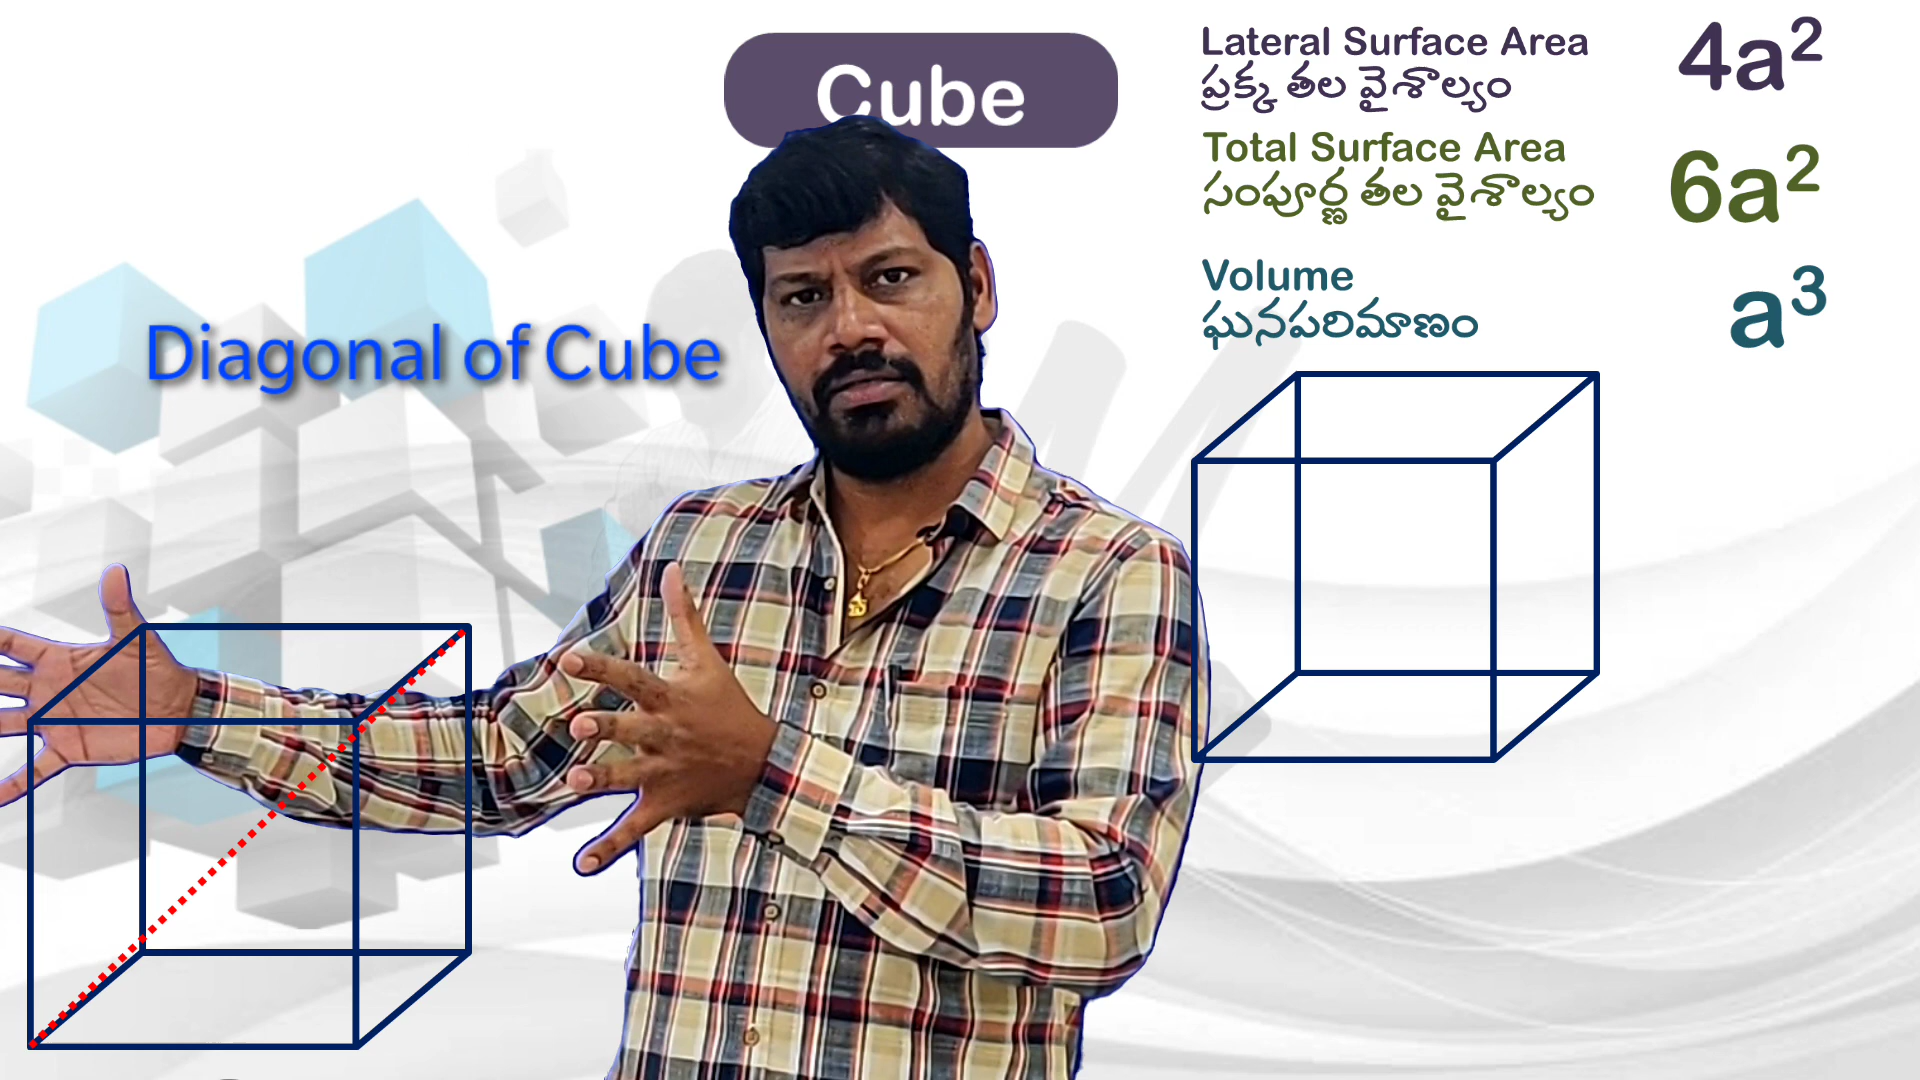 Cube
Lateral Surface Area
ప్రక్క తల వైశాల్యం
4a²
Total Surface Area
సంపూర్ణ తల వైశాల్యం
6a²
Volume
ఘనపరిమాణం
a³
Diagonal of Cube